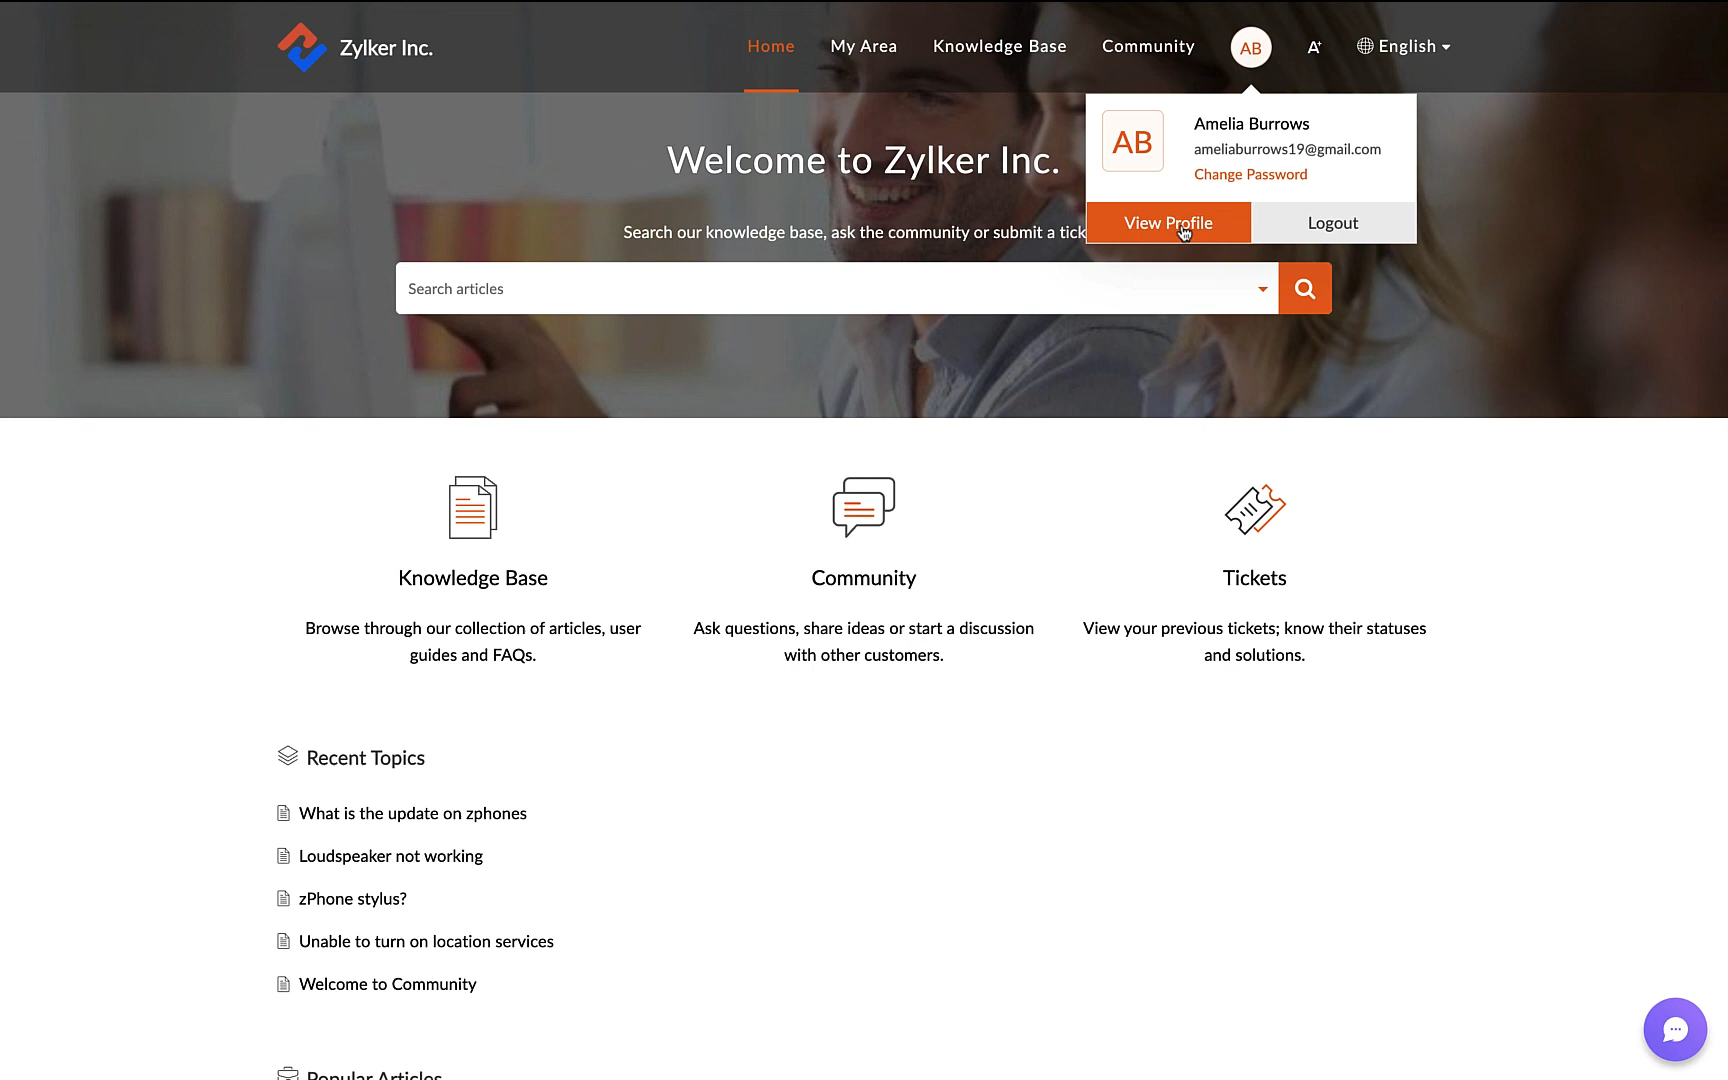 Zylker Inc.
Home
My Area
Knowledge Base
Community
AB
A+
English
AB
Amelia Burrows
ameliaburrows19@gmail.com
Change Password
View Profile
Logout
Welcome to Zylker Inc.
Search our knowledge base, ask the community or submit a tick
Search articles
Knowledge Base
Browse through our collection of articles, user
guides and FAQs.
Community
Ask questions, share ideas or start a discussion
with other customers.
Tickets
View your previous tickets; know their statuses
and solutions.
Recent Topics
What is the update on zphones
Loudspeaker not working
zPhone stylus?
Unable to turn on location services
Welcome to Community
Popular Articles